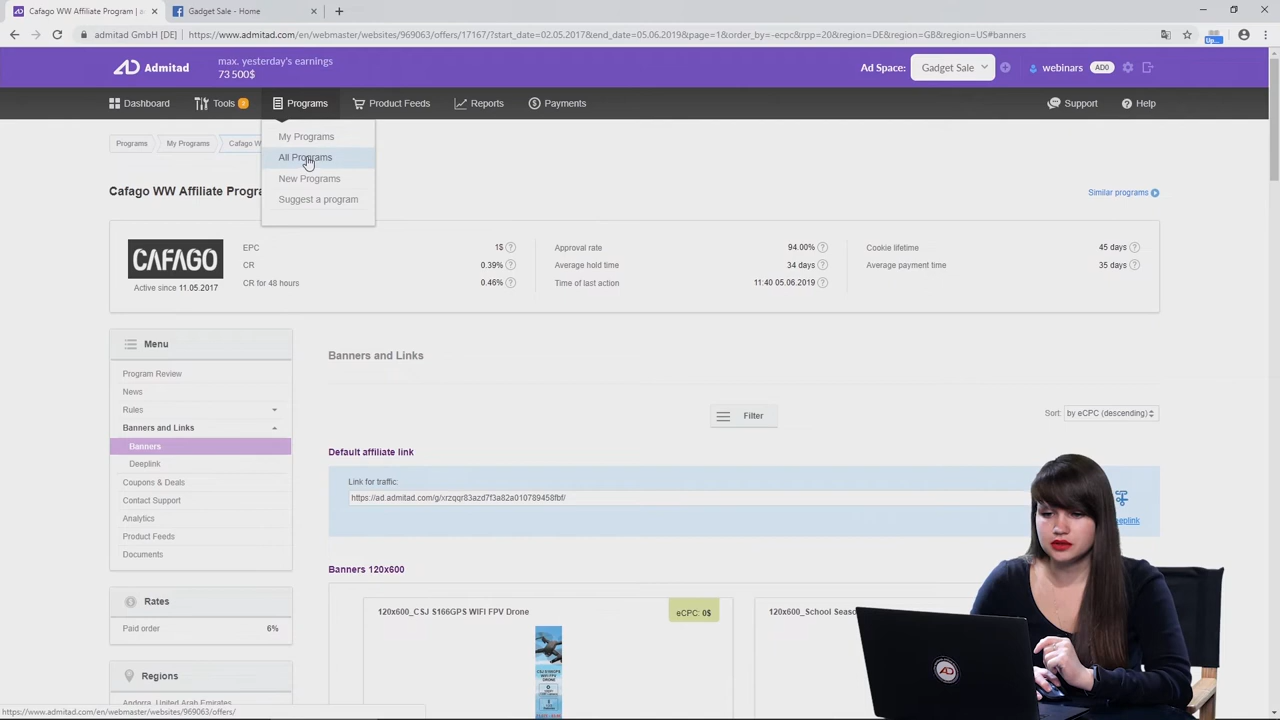 Cafago WW Affiliate Program | ad
Gadget Sale - Home
admitad GmbH [DE] | https://www.admitad.com/en/webmaster/websites/969063/offers/17167/?start_date=02.05.2017&end_date=05.06.2019&page=1&order_by=-ecpc&rpp=20&region=DE&region=GB&region=US#banners
Up...
Admitad
max. yesterday's earnings
73 500$
Ad Space:
Gadget Sale
webinars
AD0
Dashboard
Tools
Programs
Product Feeds
Reports
Payments
Support
Help
My Programs
All Programs
New Programs
Suggest a program
Programs
My Programs
Cafago W
Cafago WW Affiliate Progra
Similar programs
CAFAGO
Active since 11.05.2017
EPC
1$
CR
0.39%
CR for 48 hours
0.46%
Approval rate
94.00%
Average hold time
34 days
Time of last action
11:40 05.06.2019
Cookie lifetime
45 days
Average payment time
35 days
Menu
Program Review
News
Rules
Banners and Links
Banners
Deeplink
Coupons & Deals
Contact Support
Analytics
Product Feeds
Documents
Rates
Paid order
6%
Regions
Andorra, United Arab Emirates,
Banners and Links
Filter
Sort:
by eCPC (descending)
Default affiliate link
Link for traffic:
https://ad.admitad.com/g/xrzqqr83azd7f3a82a010789458fbf/
eeplink
Banners 120x600
120x600_CSJ S166GPS WIFI FPV Drone
eCPC: 0$
120x600_School Seaso
AD
https://www.admitad.com/en/webmaster/websites/969063/offers/